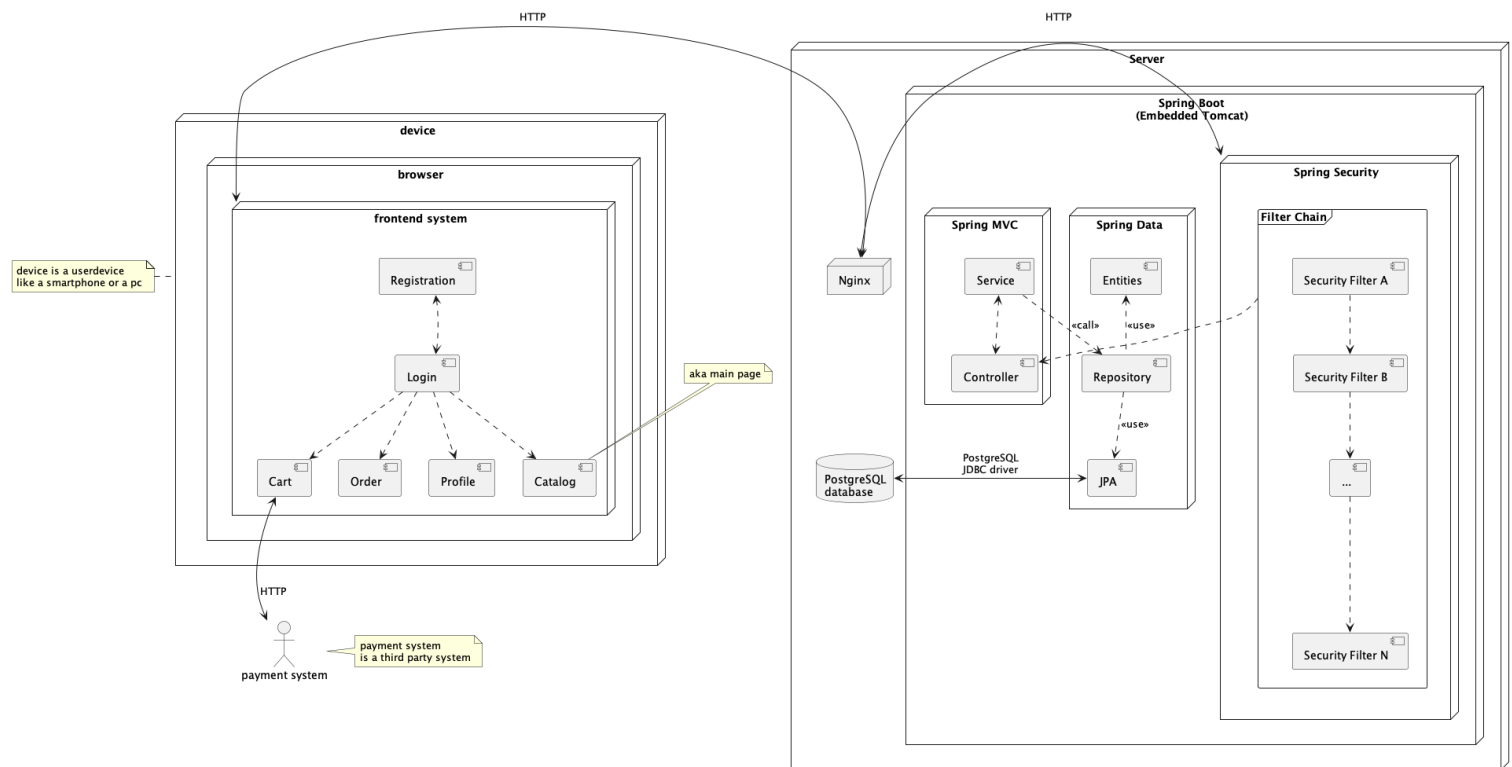 HTTP
HTTP
Server
Spring Boot
(Embedded Tomcat)
device
browser
frontend system
Spring Security
Filter Chain
Spring MVC
Spring Data
device is a userdevice
like a smartphone or a pc
Registration
Nginx
Service
Entities
Security Filter A
«call»
«use»
Login
aka main page
Controller
Repository
Security Filter B
«use»
Cart
Order
Profile
Catalog
PostgreSQL
database
PostgreSQL
JDBC driver
JPA
...
HTTP
payment system
payment system
is a third party system
Security Filter N